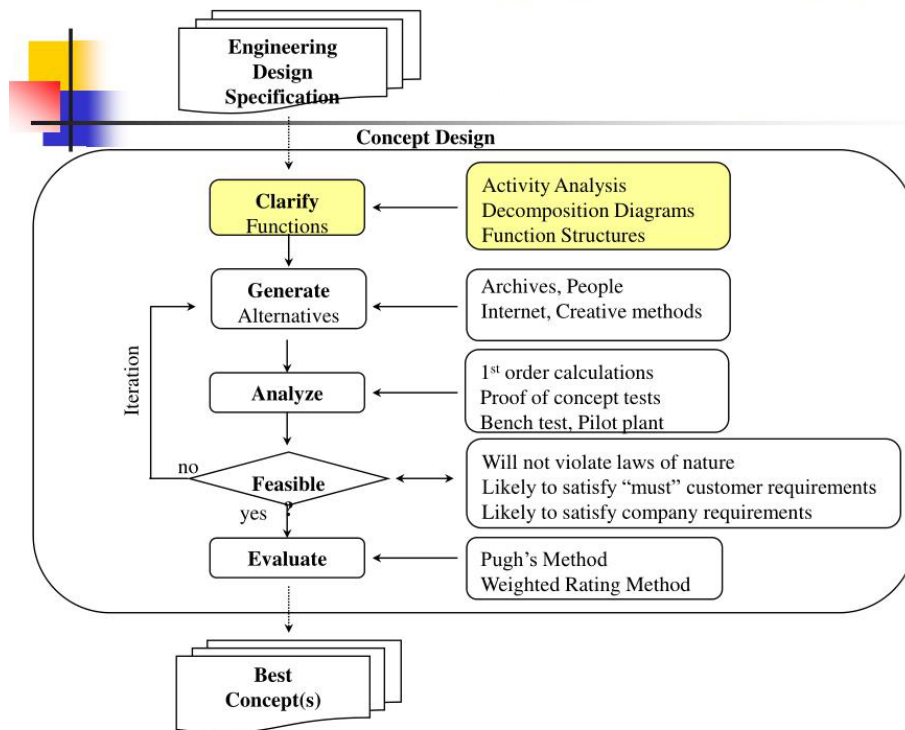 Engineering
Design
Specification
Concept Design
Clarify
Functions
Activity Analysis
Decomposition Diagrams
Function Structures
Generate
Alternatives
Archives, People
Internet, Creative methods
Iteration
Analyze
1st order calculations
Proof of concept tests
Bench test, Pilot plant
no
Feasible
?
yes
Will not violate laws of nature
Likely to satisfy “must” customer requirements
Likely to satisfy company requirements
Evaluate
Pugh’s Method
Weighted Rating Method
Best
Concept(s)